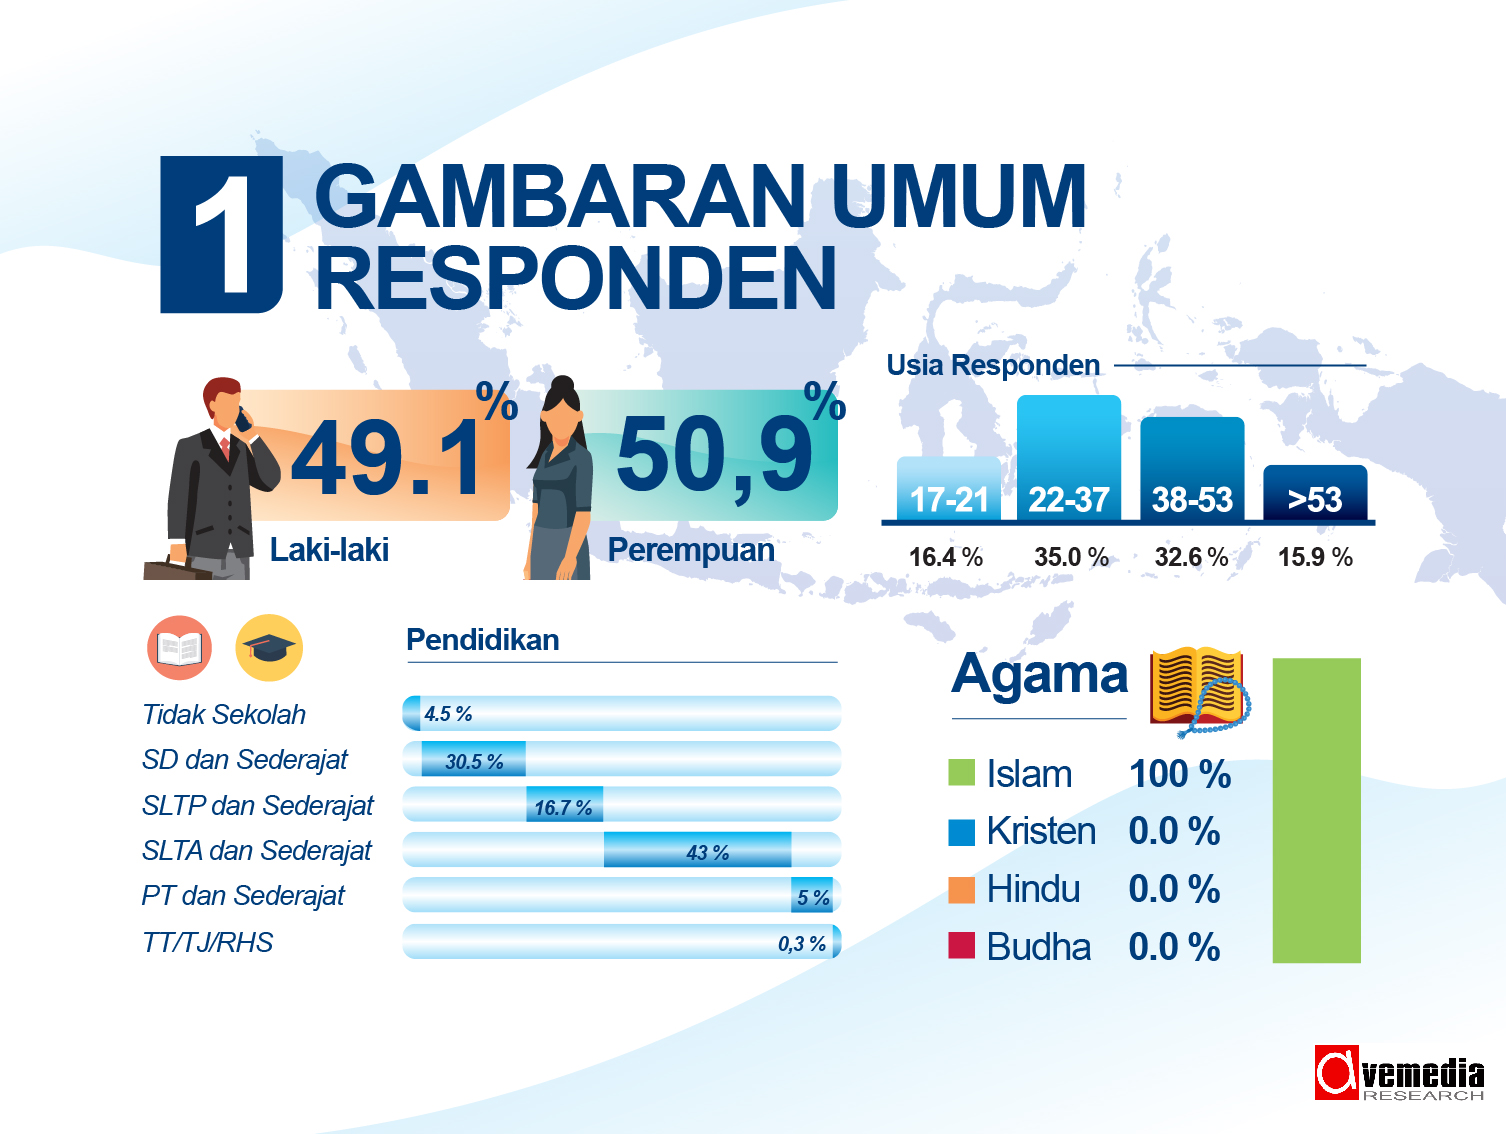 1
GAMBARAN UMUM
RESPONDEN
49.1 %
Laki-laki
50,9 %
Perempuan
Usia Responden
17-21 22-37 38-53 >53
16.4 % 35.0 % 32.6 % 15.9 %
Pendidikan
Tidak Sekolah 4.5 %
SD dan Sederajat 30.5 %
SLTP dan Sederajat 16.7 %
SLTA dan Sederajat 43 %
PT dan Sederajat 5 %
TT/TJ/RHS 0,3 %
Agama
Islam 100 %
Kristen 0.0 %
Hindu 0.0 %
Budha 0.0 %
avemedia
RESEARCH